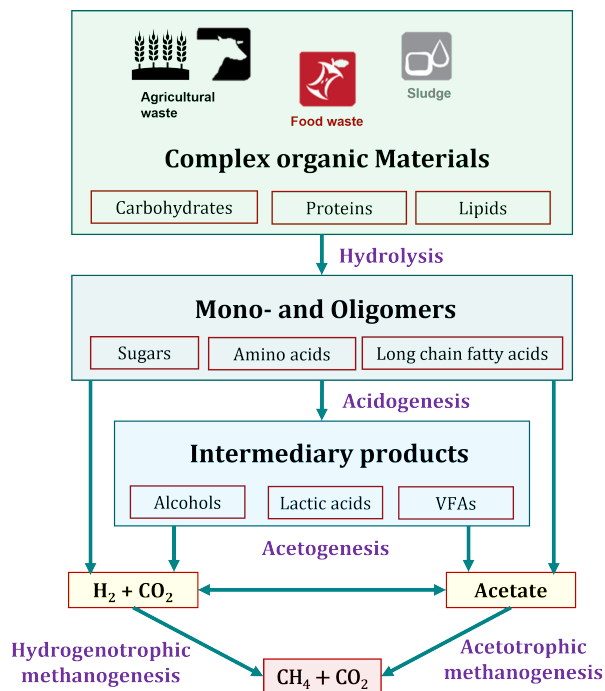 Agricultural
waste
Food waste
Sludge
Complex organic Materials
Carbohydrates
Proteins
Lipids
Hydrolysis
Mono- and Oligomers
Sugars
Amino acids
Long chain fatty acids
Acidogenesis
Intermediary products
Alcohols
Lactic acids
VFAs
Acetogenesis
H₂ + CO₂
Acetate
Hydrogenotrophic
methanogenesis
Acetotrophic
methanogenesis
CH₄ + CO₂